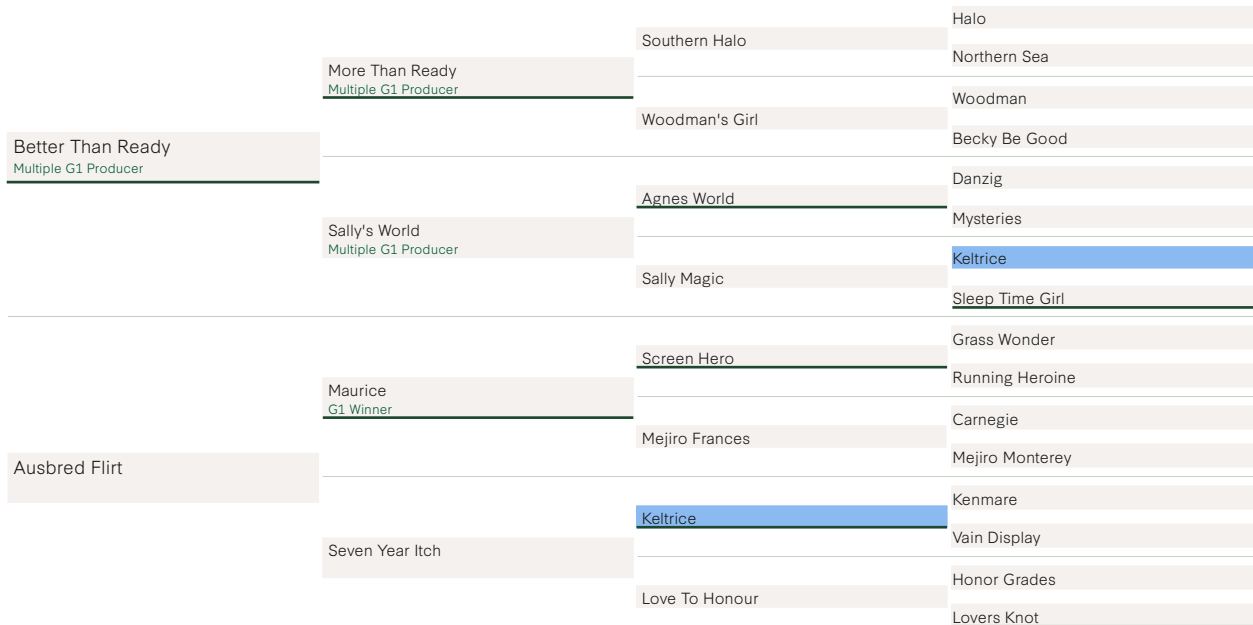 Better Than Ready
Multiple G1 Producer
Ausbred Flirt
More Than Ready
Multiple G1 Producer
Sally's World
Multiple G1 Producer
Maurice
G1 Winner
Seven Year Itch
Southern Halo
Woodman's Girl
Agnes World
Sally Magic
Screen Hero
Mejiro Frances
Keltrice
Love To Honour
Halo
Northern Sea
Woodman
Becky Be Good
Danzig
Mysteries
Keltrice
Sleep Time Girl
Grass Wonder
Running Heroine
Carnegie
Mejiro Monterey
Kenmare
Vain Display
Honor Grades
Lovers Knot